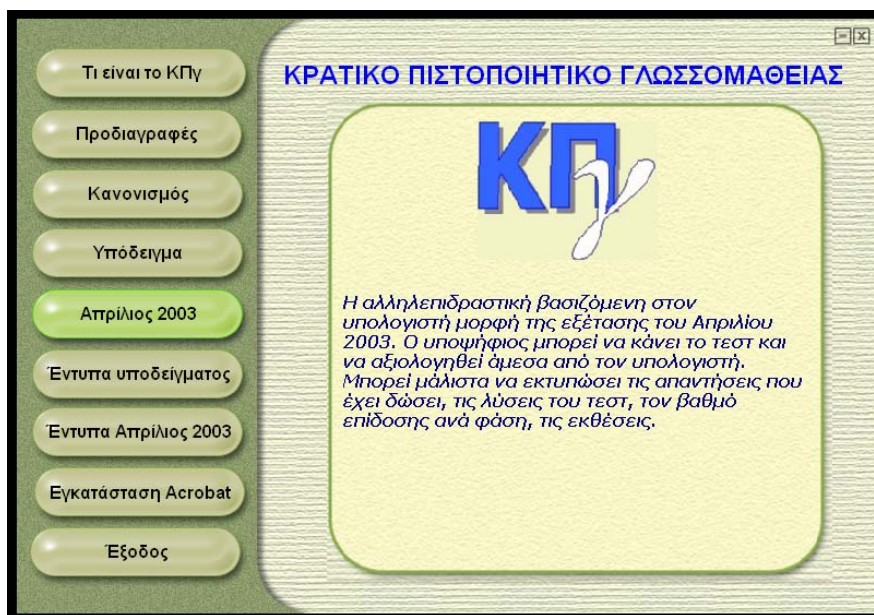 Τι είναι το ΚΠγ
Προδιαγραφές
Κανονισμός
Υπόδειγμα
Απρίλιος 2003
Έντυπα υποδείγματος
Έντυπα Απρίλιος 2003
Εγκατάσταση Acrobat
Έξοδος
ΚΡΑΤΙΚΟ ΠΙΣΤΟΠΟΙΗΤΙΚΟ ΓΛΩΣΣΟΜΑΘΕΙΑΣ
ΚΠγ
Η αλληλεπιδραστική βασιζόμενη στον
υπολογιστή μορφή της εξέτασης του Απριλίου
2003. Ο υποψήφιος μπορεί να κάνει το τεστ και
να αξιολογηθεί άμεσα από τον υπολογιστή.
Μπορεί μάλιστα να εκτυπώσει τις απαντήσεις που
έχει δώσει, τις λύσεις του τεστ, τον βαθμό
επίδοσης ανά φάση, τις εκθέσεις.